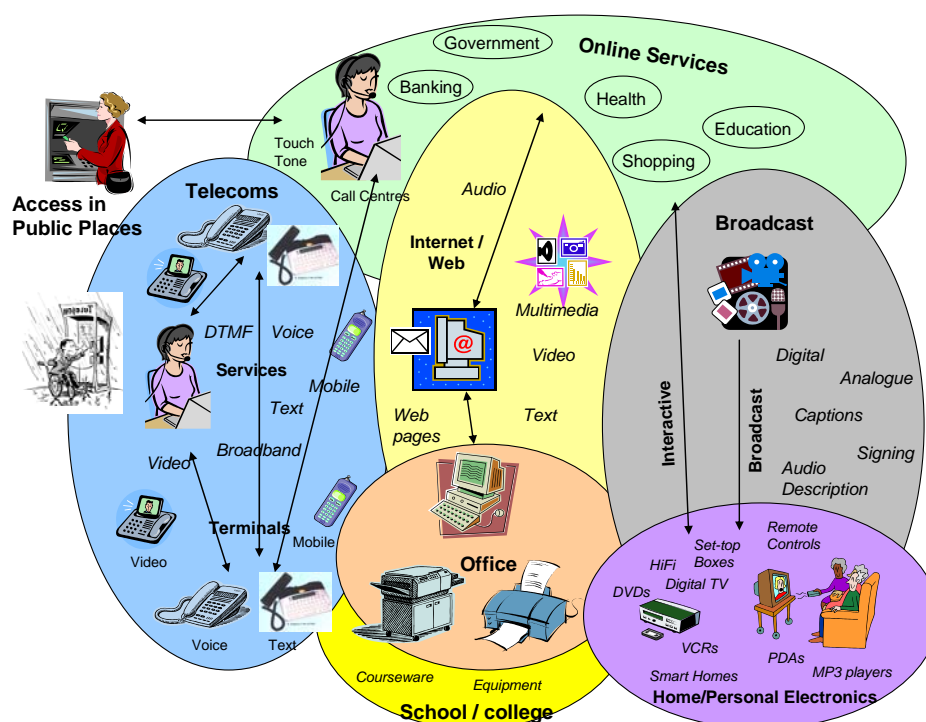 Government
Online Services
Banking
Health
Education
Touch
Tone
Shopping
Call Centres
Access in
Public Places
Telecoms
Audio
Broadcast
Internet /
Web
Multimedia
DTMF
Voice
Mobile
Services
Text
@
Video
Digital
Analogue
Web
pages
Text
Captions
Broadband
Video
Interactive
Broadcast
Signing
Audio
Description
Terminals
Mobile
Video
Office
Remote
Controls
Set-top
Boxes
HiFi
Digital TV
DVDs
Voice
Text
VCRs
PDAs
MP3 players
Courseware
Equipment
Smart Homes
Home/Personal Electronics
School / college